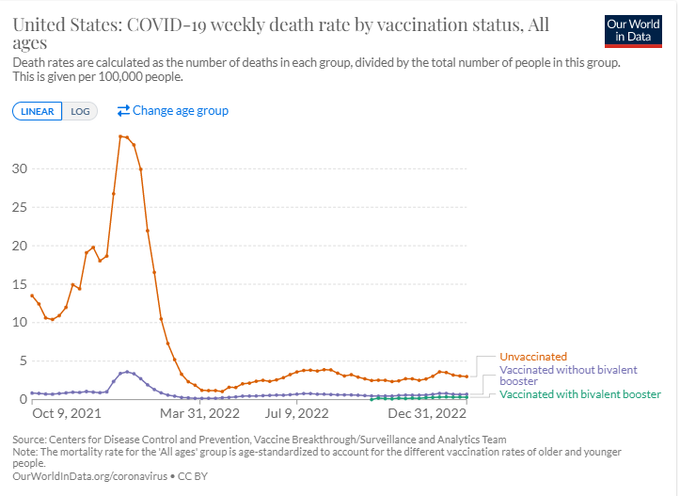 United States: COVID-19 weekly death rate by vaccination status, All
ages
Our World
in Data
Death rates are calculated as the number of deaths in each group, divided by the total number of people in this group.
This is given per 100,000 people.
LINEAR
LOG
Change age group
30
25
20
15
10
5
0
Unvaccinated
Vaccinated without bivalent
booster
Vaccinated with bivalent booster
Oct 9, 2021
Mar 31, 2022
Jul 9, 2022
Dec 31, 2022
Source: Centers for Disease Control and Prevention, Vaccine Breakthrough/Surveillance and Analytics Team
Note: The mortality rate for the 'All ages' group is age-standardized to account for the different vaccination rates of older and younger
people.
OurWorldInData.org/coronavirus • CC BY